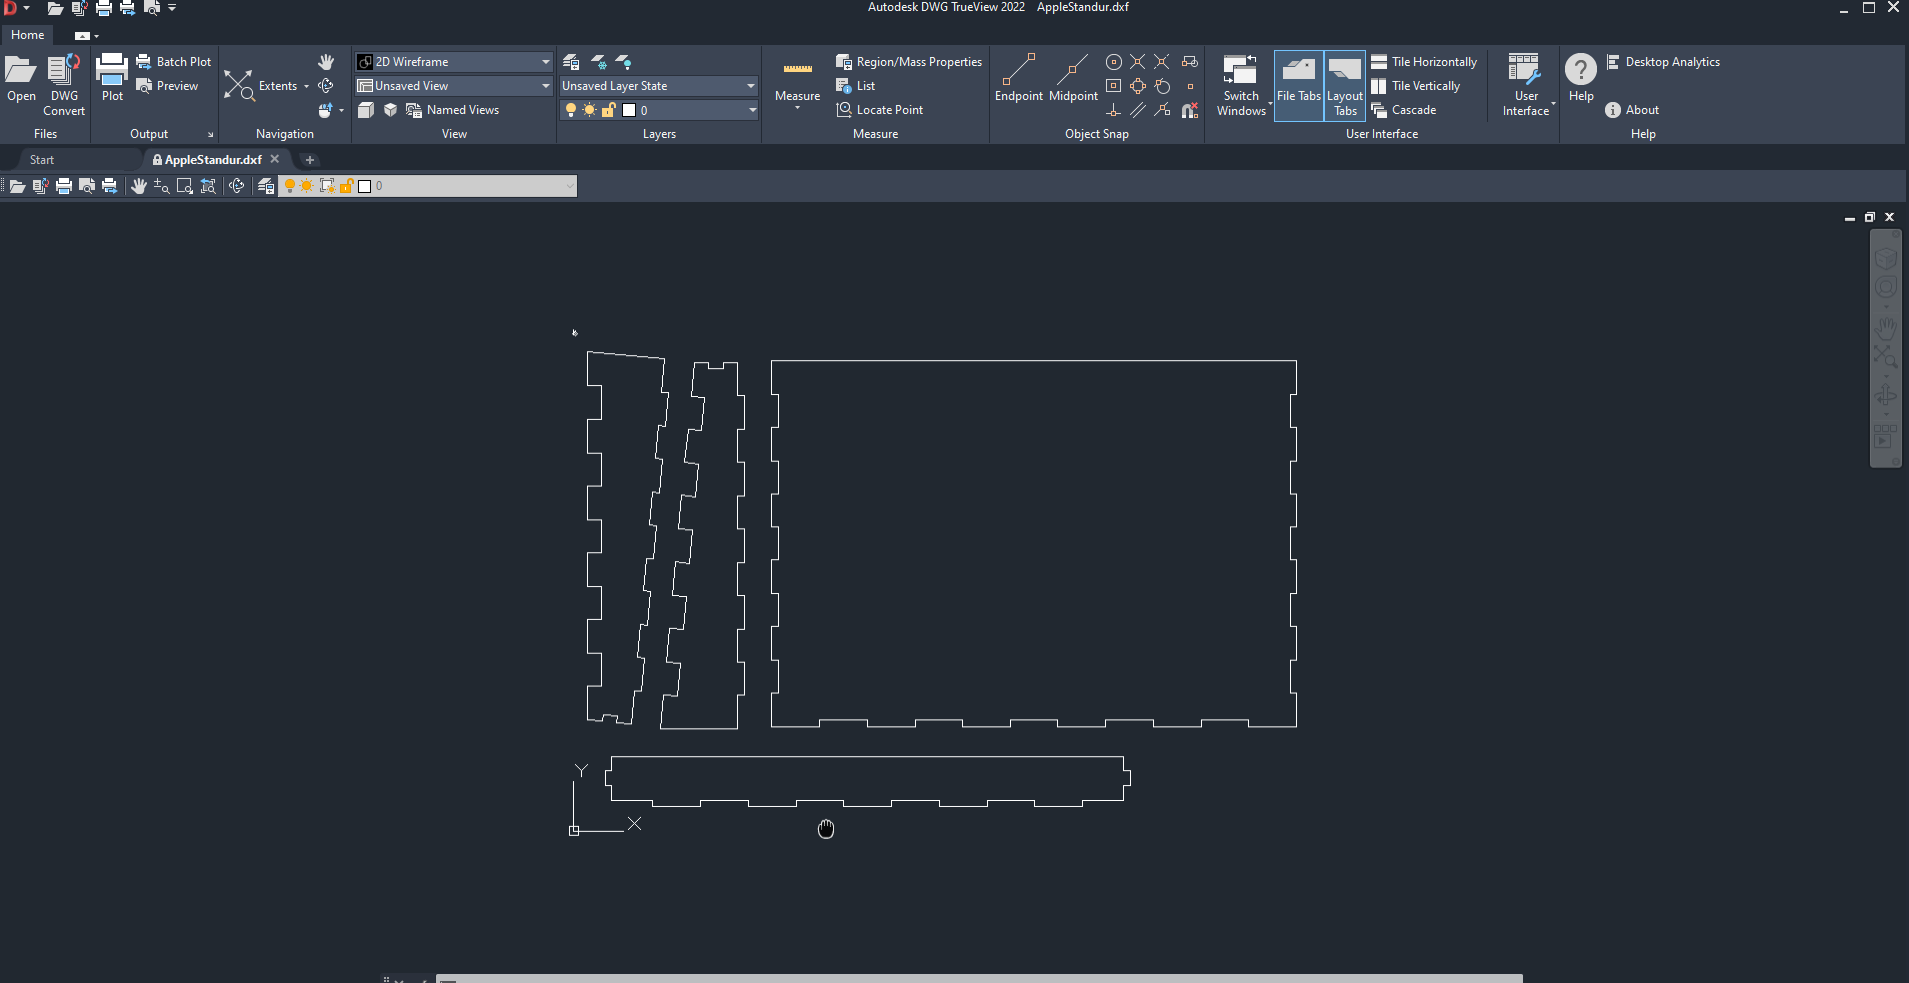 Autodesk DWG TrueView 2022 AppleStandur.dxf
Home
Open
DWG Convert
Files
Plot
Batch Plot
Preview
Output
Extents
Navigation
2D Wireframe
Unsaved View
Named Views
View
Unsaved Layer State
0
Layers
Measure
Region/Mass Properties
List
Locate Point
Measure
Endpoint
Midpoint
Object Snap
Switch Windows
File Tabs
Layout Tabs
Tile Horizontally
Tile Vertically
Cascade
User Interface
User Interface
Help
Desktop Analytics
About
Help
Start
AppleStandur.dxf
0
Y
X